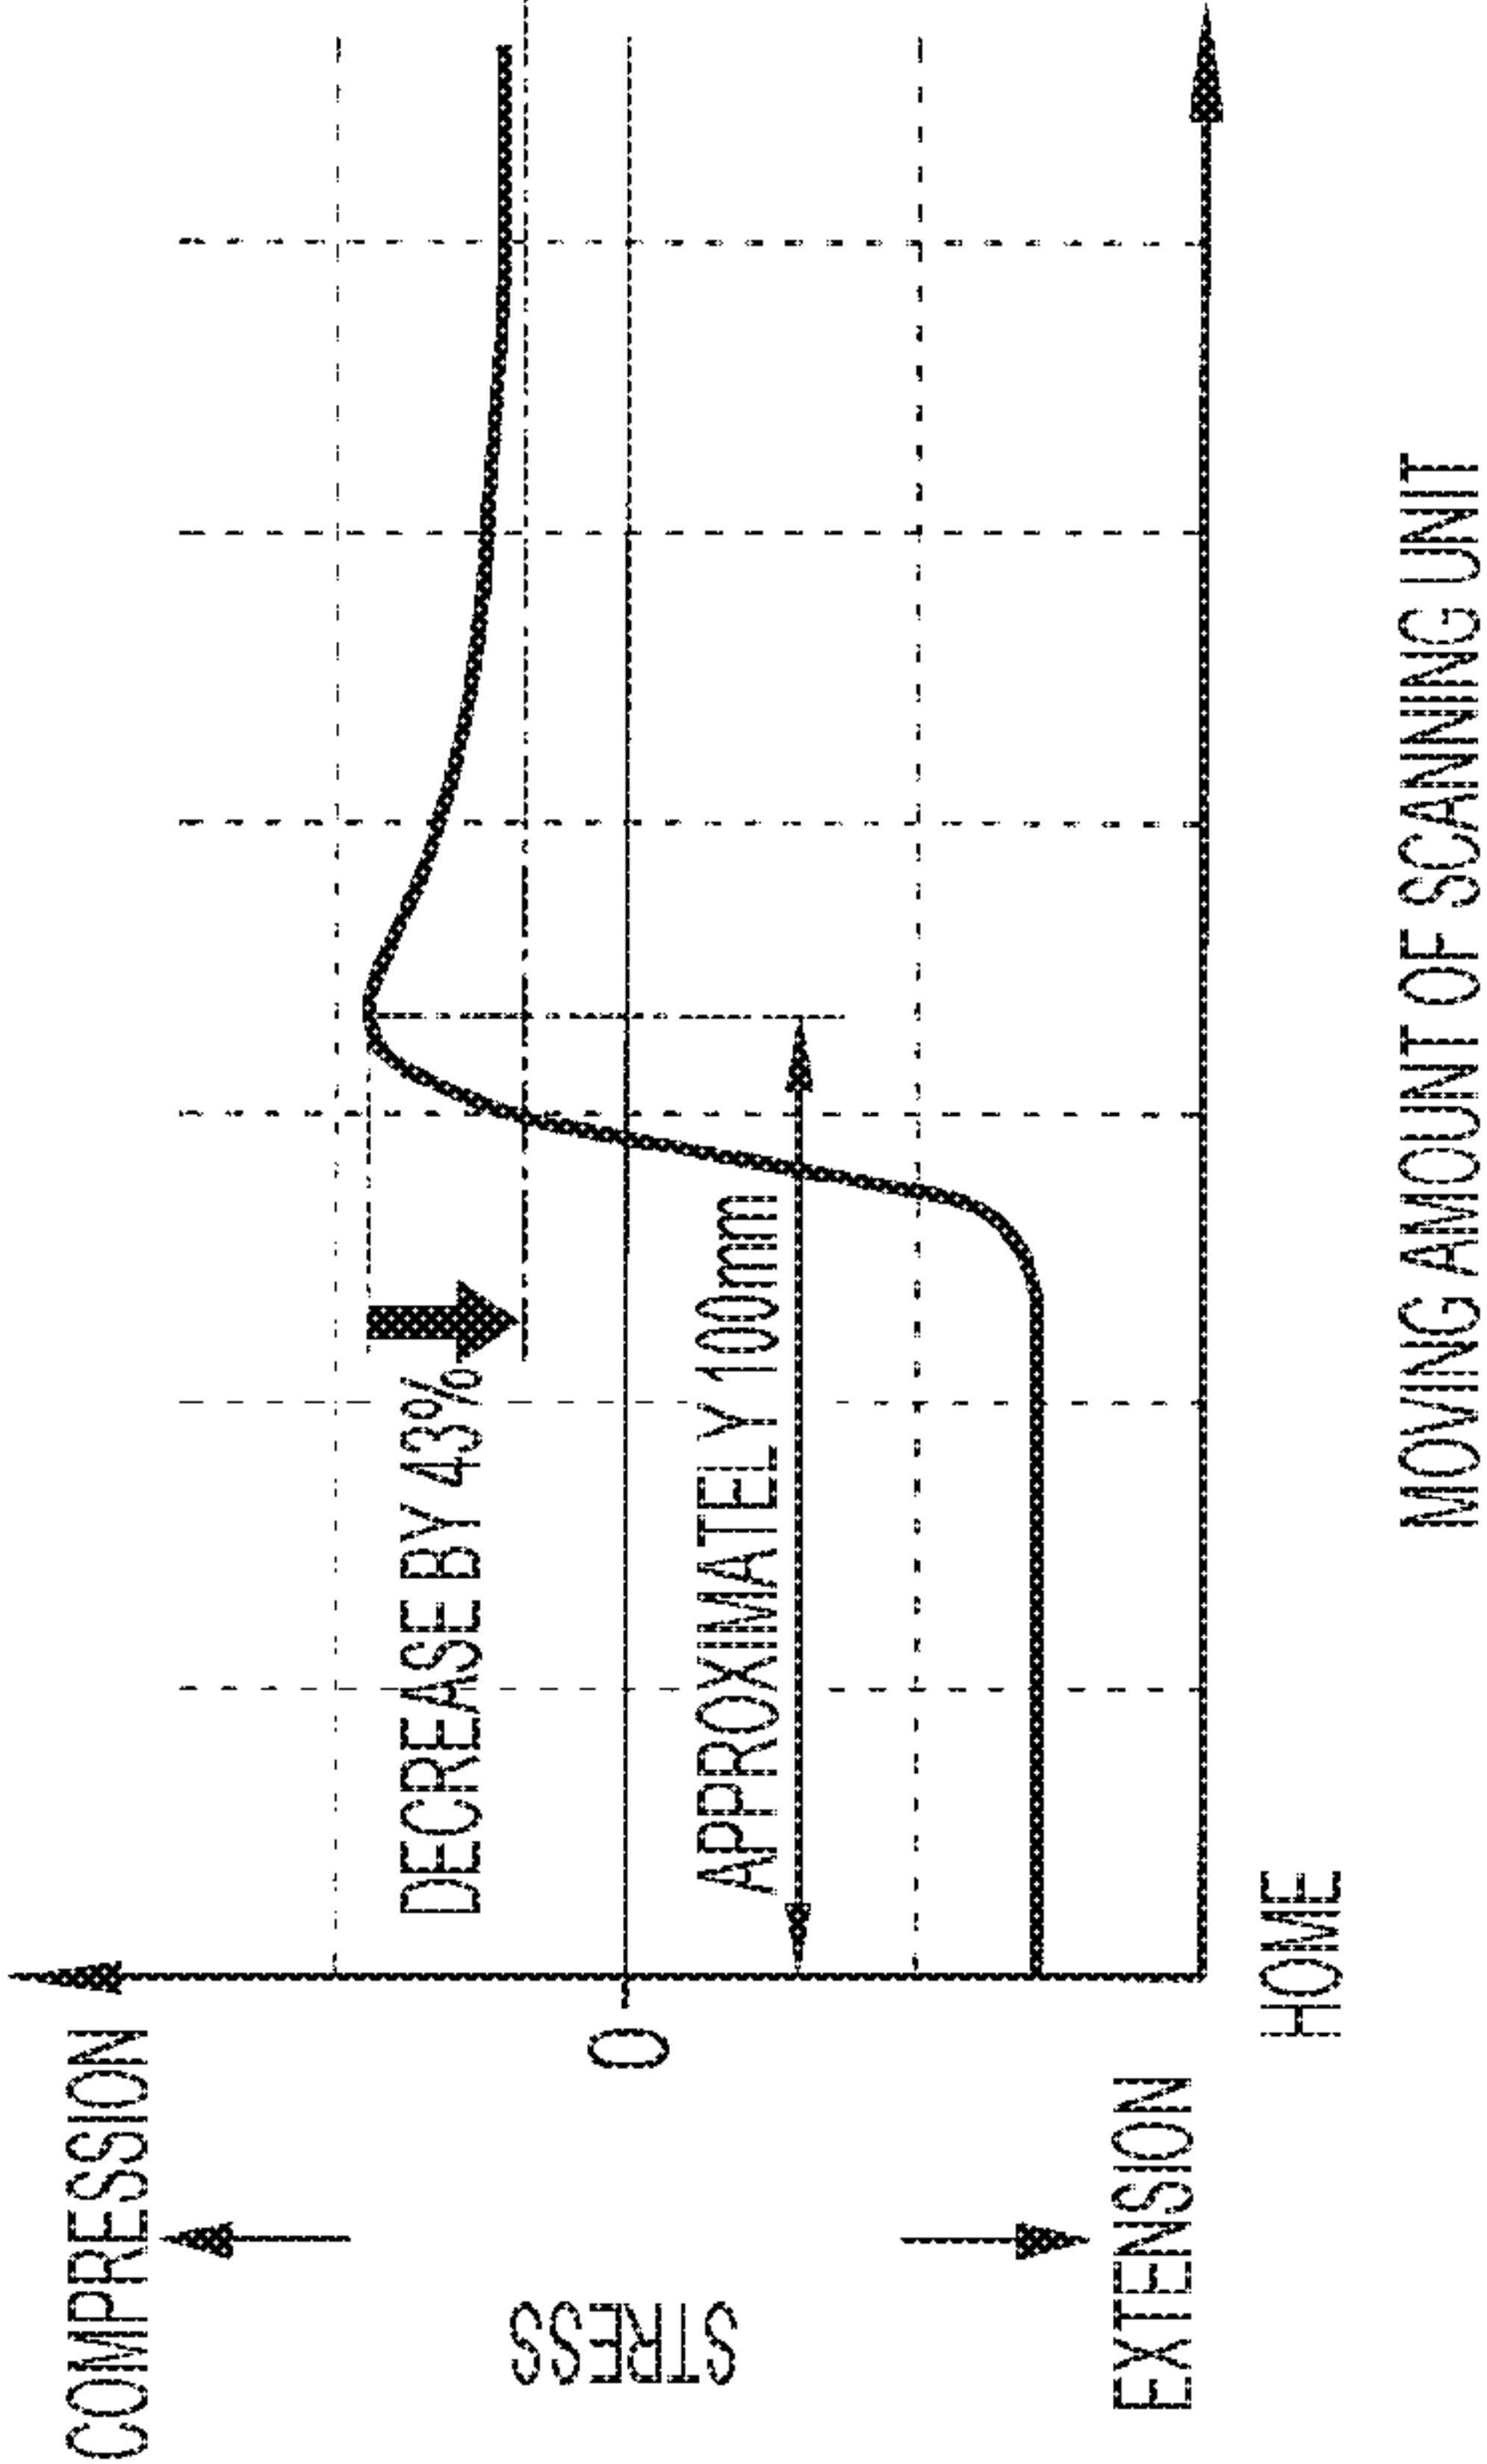 COMPRESSION
STRESS
EXTENSION
0
DECREASE BY 43%
APPROXIMATELY 100mm
HOME
MOVING AMOUNT OF SCANNING UNIT